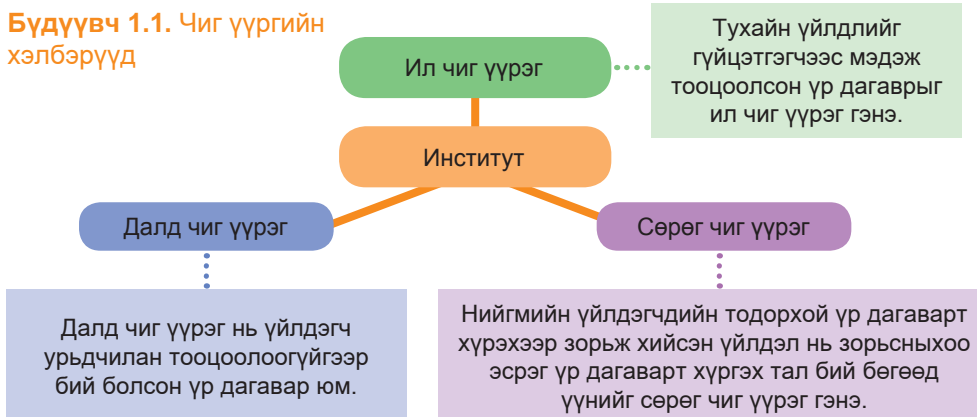 Бүдүүвч 1.1. Чиг үүргийн
хэлбэрүүд
Ил чиг үүрэг
Тухайн үйлдлийг
гүйцэтгэгчээс мэдэж
тооцоолсон үр дагаврыг
ил чиг үүрэг гэнэ.
Институт
Далд чиг үүрэг
Сөрөг чиг үүрэг
Далд чиг үүрэг нь үйлдэгч
урьдчилан тооцоолоогүйгээр
бий болсон үр дагавар юм.
Нийгмийн үйлдэгчдийн тодорхой үр дагаварт
хүрэхээр зорьж хийсэн үйлдэл нь зорьсныхоо
эсрэг үр дагаварт хүргэх тал бий бөгөөд
үүнийг сөрөг чиг үүрэг гэнэ.